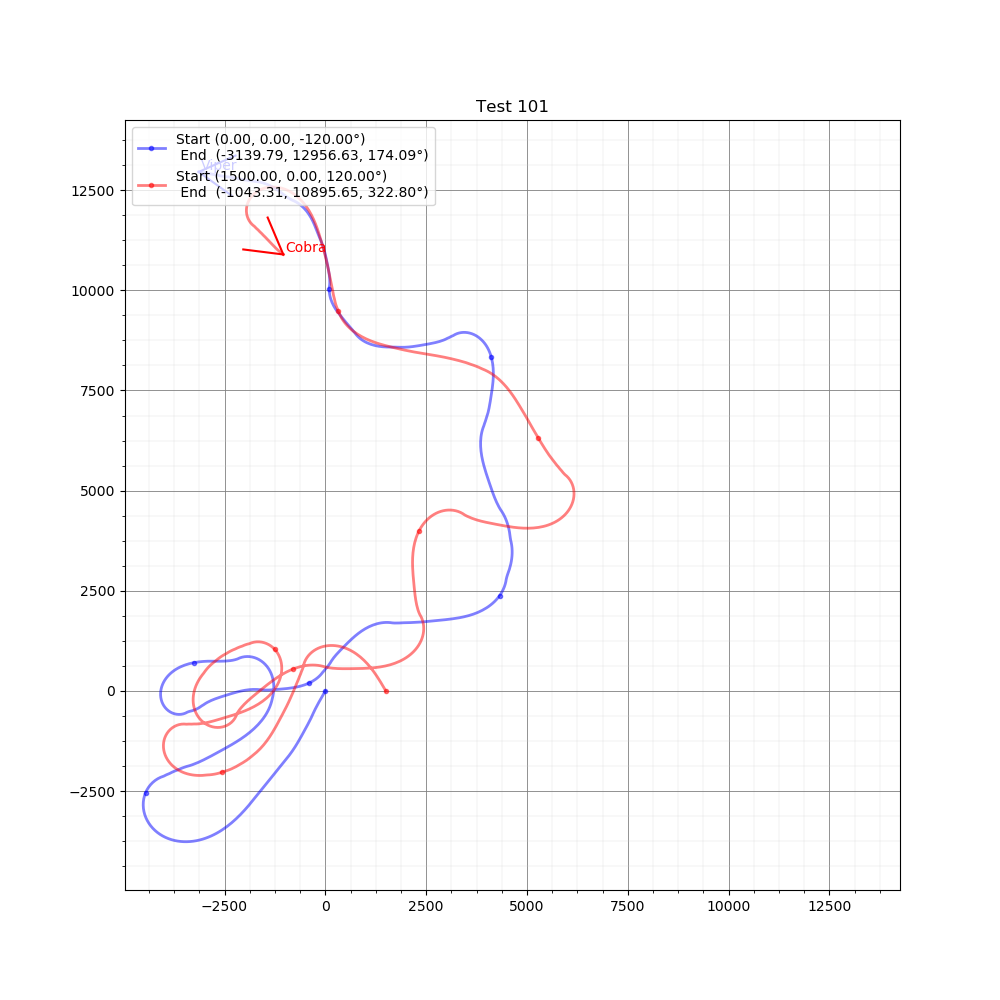 Test 101
Start (0.00, 0.00, -120.00°)
End (-3139.79, 12956.63, 174.09°)
Start (1500.00, 0.00, 120.00°)
End (-1043.31, 10895.65, 322.80°)
Viper
Cobra
12500
10000
7500
5000
2500
0
−2500
−2500 0 2500 5000 7500 10000 12500